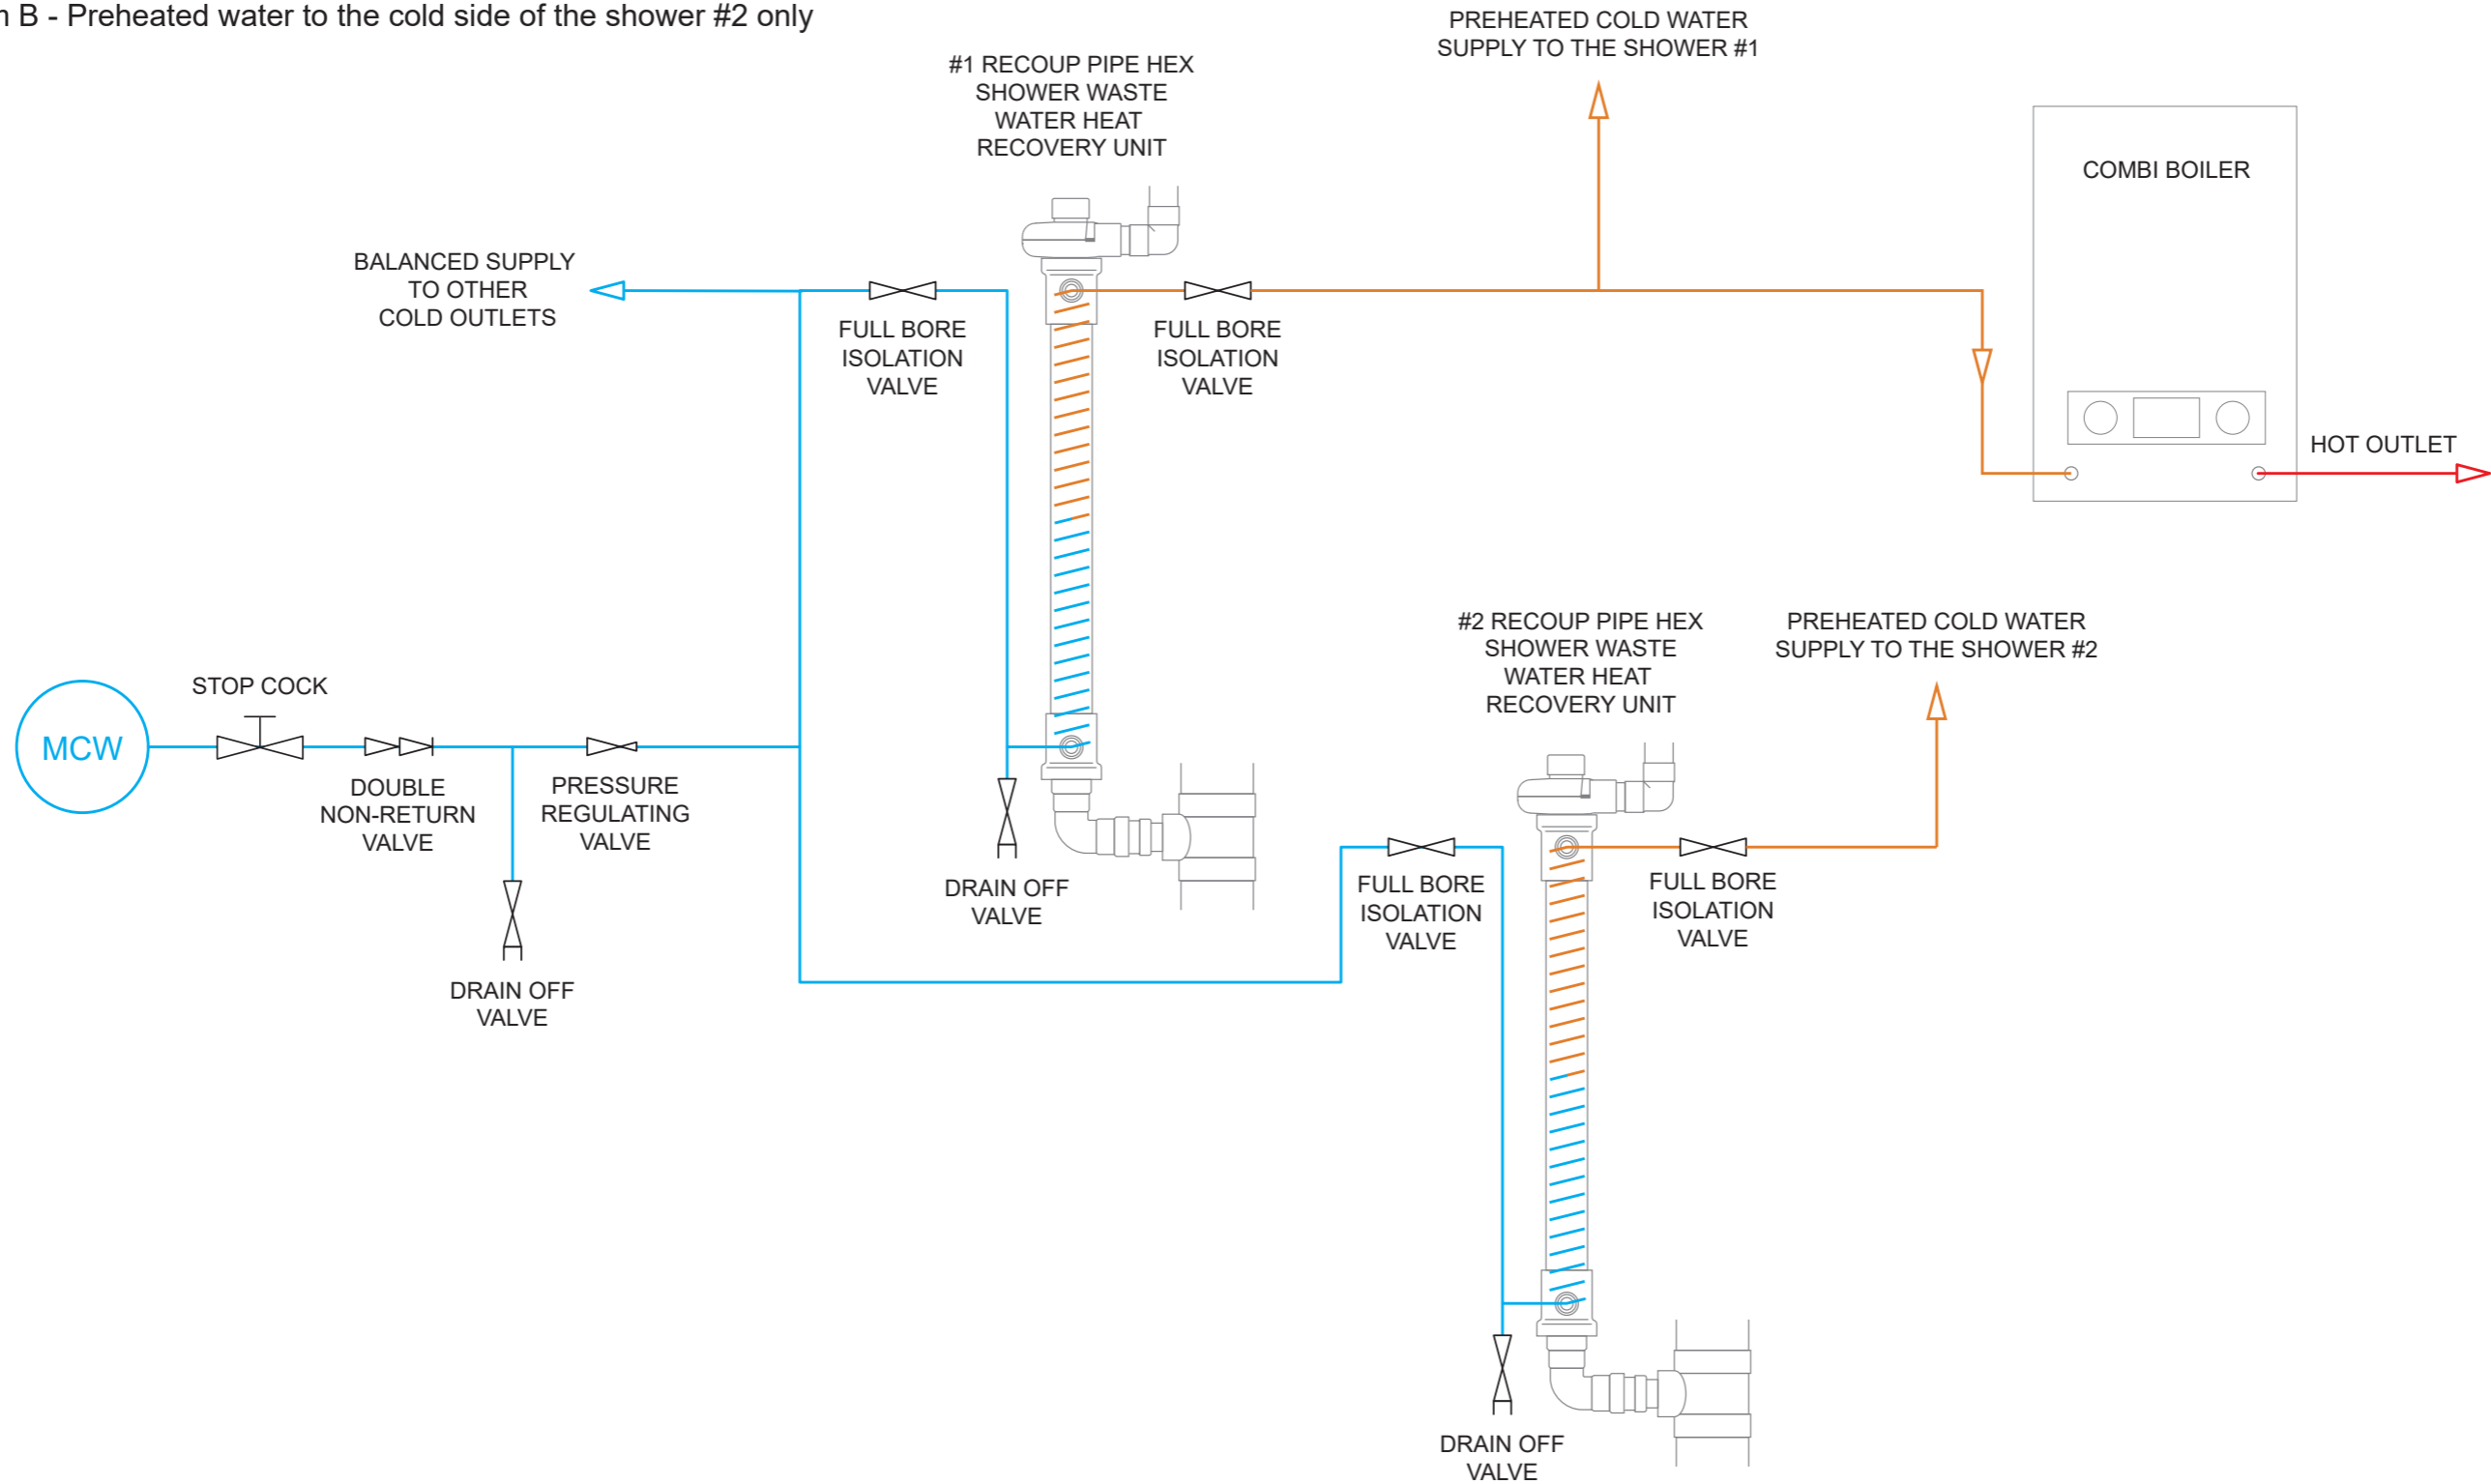 B - Preheated water to the cold side of the shower #2 only
PREHEATED COLD WATER
SUPPLY TO THE SHOWER #1
#1 RECOUP PIPE HEX
SHOWER WASTE
WATER HEAT
RECOVERY UNIT
COMBI BOILER
BALANCED SUPPLY
TO OTHER
COLD OUTLETS
FULL BORE
ISOLATION
VALVE
FULL BORE
ISOLATION
VALVE
HOT OUTLET
#2 RECOUP PIPE HEX
SHOWER WASTE
WATER HEAT
RECOVERY UNIT
PREHEATED COLD WATER
SUPPLY TO THE SHOWER #2
STOP COCK
MCW
DOUBLE
NON-RETURN
VALVE
PRESSURE
REGULATING
VALVE
DRAIN OFF
VALVE
FULL BORE
ISOLATION
VALVE
FULL BORE
ISOLATION
VALVE
DRAIN OFF
VALVE
DRAIN OFF
VALVE